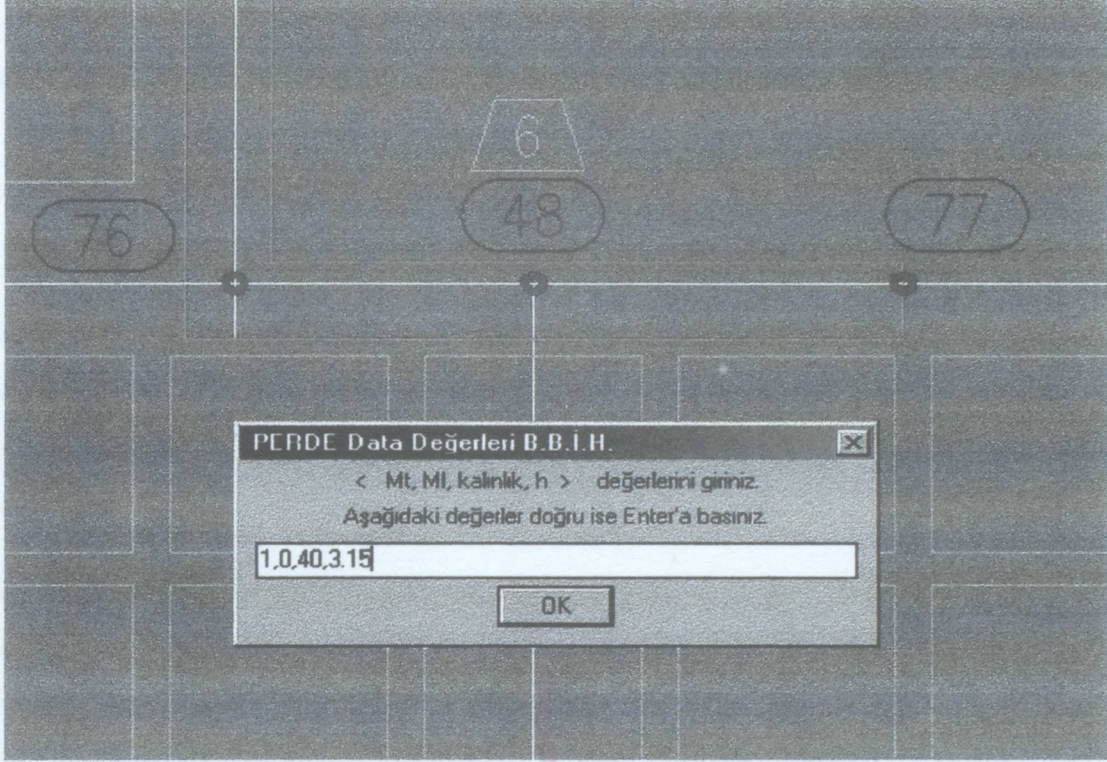 6
76
48
77
PERDE Data Değerleri B.B.İ.H.
< Mt, Ml, kalınlık, h > değerlerini giriniz.
Aşağıdaki değerler doğru ise Enter'a basınız.
1,0,40,3.15
OK